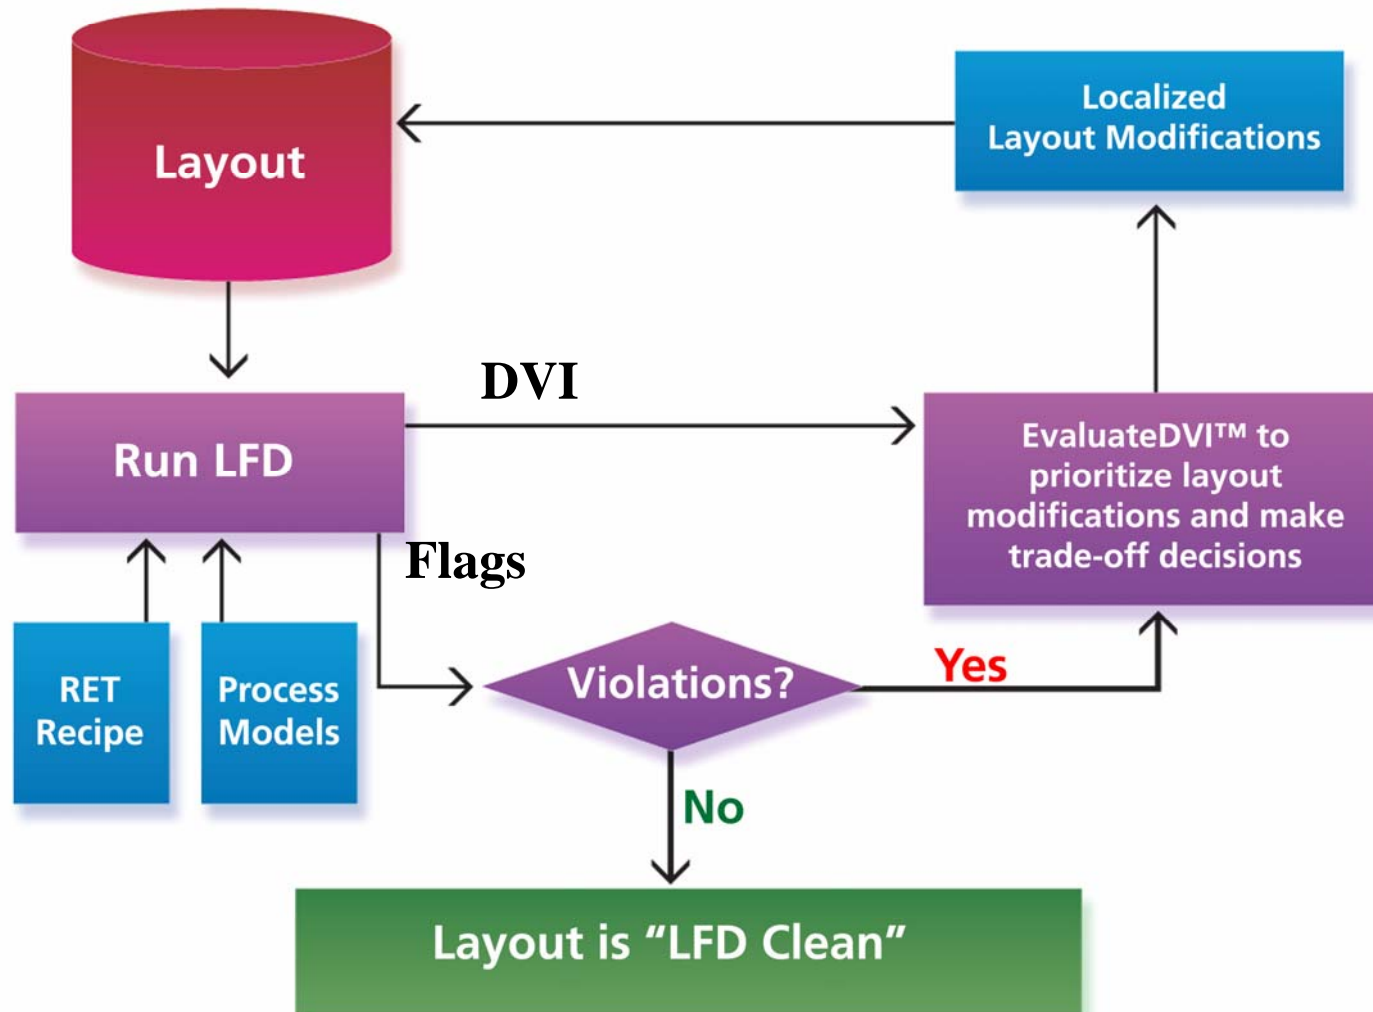 Layout
Localized
Layout Modifications
DVI
Run LFD
EvaluateDVI™ to
prioritize layout
modifications and make
trade-off decisions
Flags
RET
Recipe
Process
Models
Violations?
Yes
No
Layout is “LFD Clean”